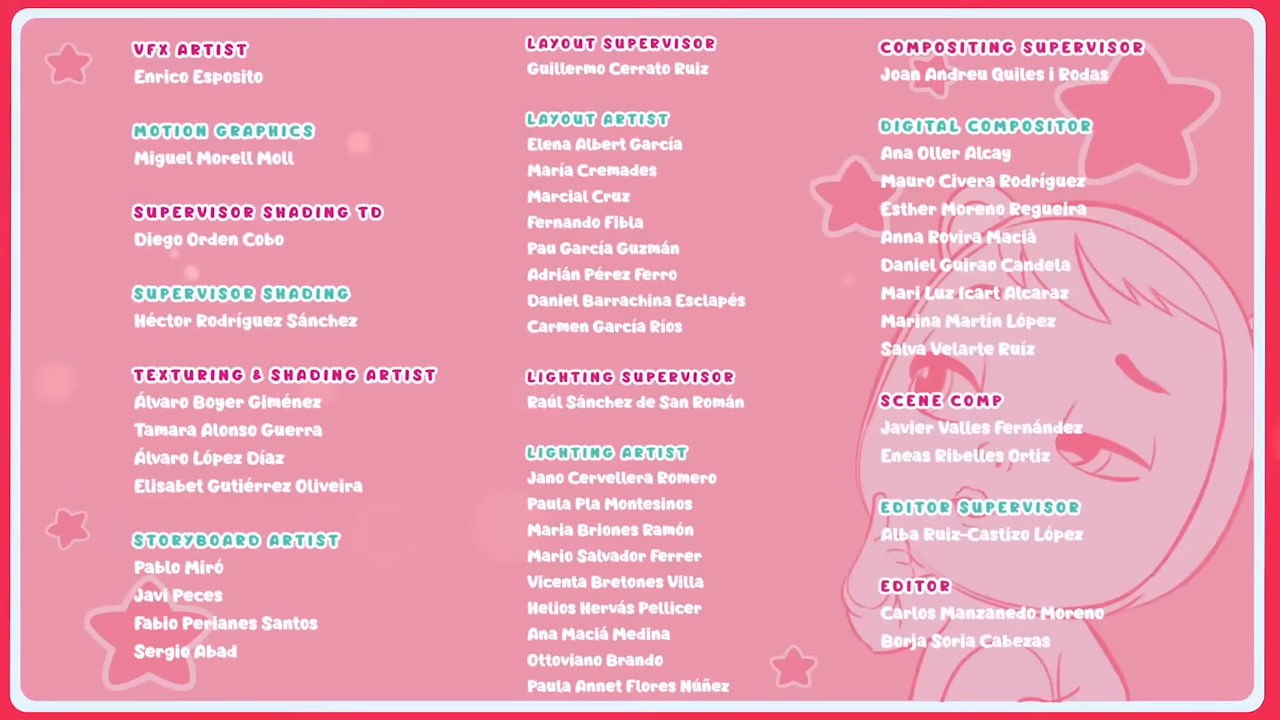 VFX ARTIST
Enrico Esposito
MOTION GRAPHICS
Miguel Morell Moll
SUPERVISOR SHADING TD
Diego Orden Cobo
SUPERVISOR SHADING
Héctor Rodríguez Sánchez
TEXTURING & SHADING ARTIST
Álvaro Boyer Giménez
Tamara Alonso Guerra
Álvaro López Díaz
Elisabet Gutiérrez Oliveira
STORYBOARD ARTIST
Pablo Miró
Javi Peces
Fabio Perianes Santos
Sergio Abad
LAYOUT SUPERVISOR
Guillermo Cerrato Ruiz
LAYOUT ARTIST
Elena Albert García
María Cremades
Marcial Cruz
Fernando Fibla
Pau García Guzmán
Adrián Pérez Ferro
Daniel Barrachina Esclapés
Carmen García Ríos
LIGHTING SUPERVISOR
Raúl Sánchez de San Román
LIGHTING ARTIST
Jano Cervellera Romero
Paula Pla Montesinos
Maria Briones Ramón
Mario Salvador Ferrer
Vicenta Bretones Villa
Helios Hervás Pellicer
Ana Maciá Medina
Ottoviano Brando
Paula Annet Flores Núñez
COMPOSITING SUPERVISOR
Joan Andreu Quiles i Rodas
DIGITAL COMPOSITOR
Ana Oller Alcay
Mauro Civera Rodríguez
Esther Moreno Regueira
Anna Rovira Macià
Daniel Guirao Candela
Mari Luz Icart Alcaraz
Marina Martín López
Salva Velarte Ruíz
SCENE COMP
Javier Valles Fernández
Eneas Ribelles Ortiz
EDITOR SUPERVISOR
Alba Ruiz-Castizo López
EDITOR
Carlos Manzanedo Moreno
Borja Soria Cabezas